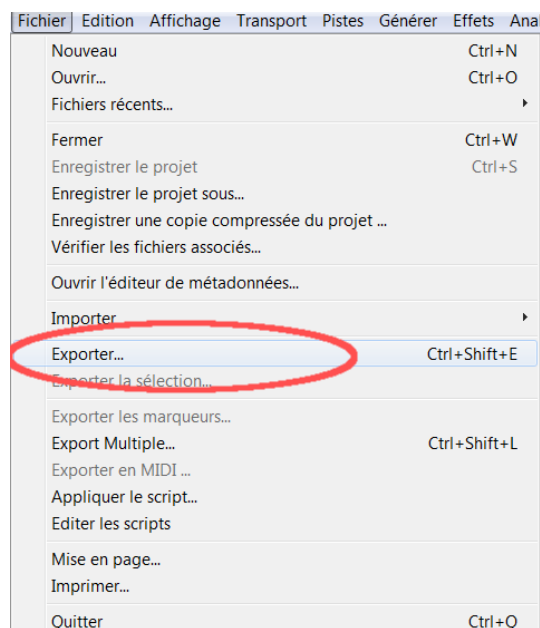 Fichier Edition Affichage Transport Pistes Générer Effets Ana
Nouveau Ctrl+N
Ouvrir... Ctrl+O
Fichiers récents...
Fermer Ctrl+W
Enregistrer le projet Ctrl+S
Enregistrer le projet sous...
Enregistrer une copie compressée du projet ...
Vérifier les fichiers associés...
Ouvrir l'éditeur de métadonnées...
Importer
Exporter... Ctrl+Shift+E
Exporter la sélection...
Exporter les marqueurs...
Export Multiple... Ctrl+Shift+L
Exporter en MIDI ...
Appliquer le script...
Editer les scripts
Mise en page...
Imprimer...
Quitter Ctrl+Q